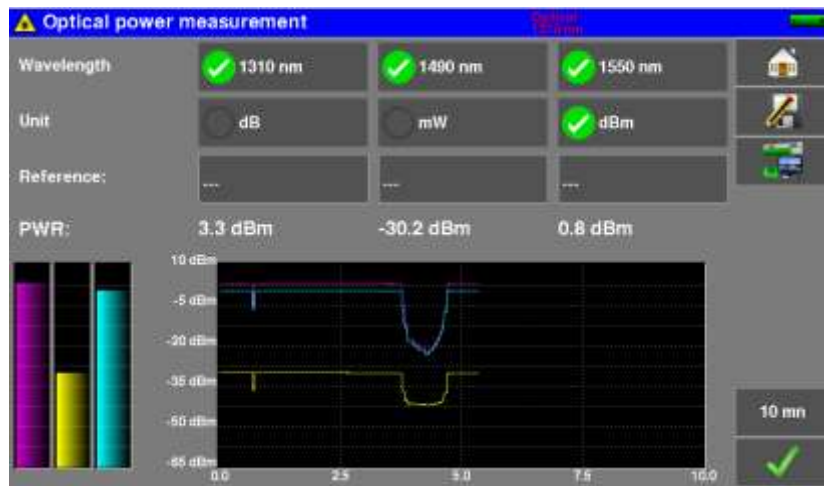 Optical power measurement
Wavelength 1310 nm 1490 nm 1550 nm
Unit dB mW dBm
Reference: --- --- ---
PWR: 3.3 dBm -30.2 dBm 0.8 dBm
10 dBm
-5 dBm
-20 dBm
-35 dBm
-50 dBm
-65 dBm
0.0 2.5 5.0 7.5 10.0
10 mn